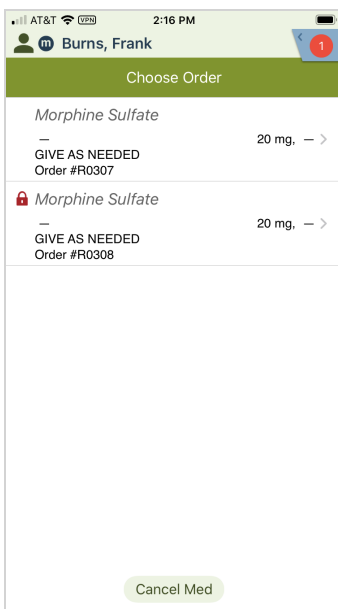 AT&T VPN 2:16 PM
m Burns, Frank 1
Choose Order
Morphine Sulfate
— 20 mg, —
GIVE AS NEEDED
Order #R0307
Morphine Sulfate
— 20 mg, —
GIVE AS NEEDED
Order #R0308
Cancel Med